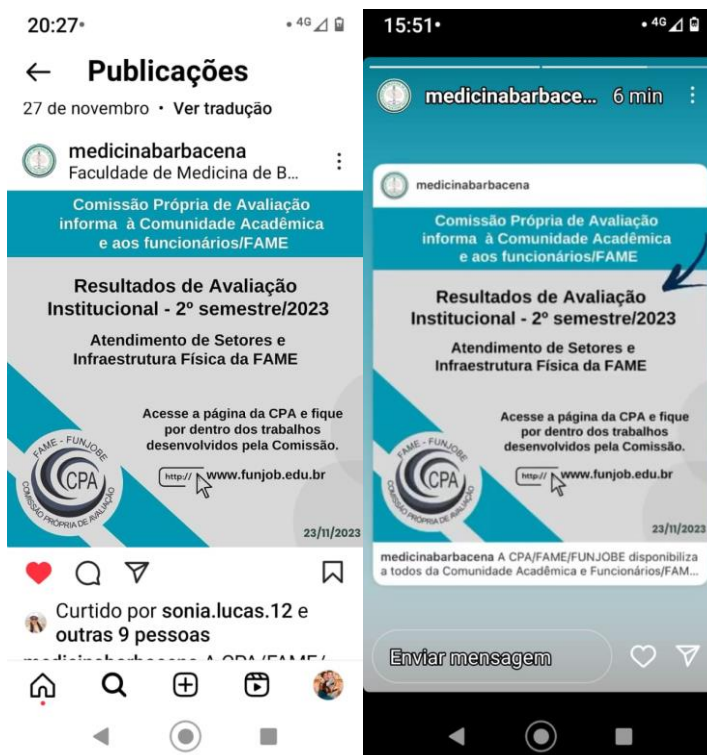 20:27
4G
Publicações
27 de novembro • Ver tradução
medicinabarbacena
Faculdade de Medicina de B...
Comissão Própria de Avaliação
informa à Comunidade Acadêmica
e aos funcionários/FAME
Resultados de Avaliação
Institucional - 2º semestre/2023
Atendimento de Setores e
Infraestrutura Física da FAME
Acesse a página da CPA e fique
por dentro dos trabalhos
desenvolvidos pela Comissão.
http:// www.funjob.edu.br
FAME - FUNJOBE
CPA
COMISSÃO PRÓPRIA DE AVALIAÇÃO
23/11/2023
Curtido por sonia.lucas.12 e
outras 9 pessoas
medicinabarbacena A CPA/FAME/
15:51
4G
medicinabarbace... 6 min
medicinabarbacena
Comissão Própria de Avaliação
informa à Comunidade Acadêmica
e aos funcionários/FAME
Resultados de Avaliação
Institucional - 2º semestre/2023
Atendimento de Setores e
Infraestrutura Física da FAME
Acesse a página da CPA e fique
por dentro dos trabalhos
desenvolvidos pela Comissão.
http:// www.funjob.edu.br
FAME - FUNJOBE
CPA
COMISSÃO PRÓPRIA DE AVALIAÇÃO
23/11/2023
medicinabarbacena A CPA/FAME/FUNJOBE disponibiliza
a todos da Comunidade Acadêmica e Funcionários/FAM...
Enviar mensagem